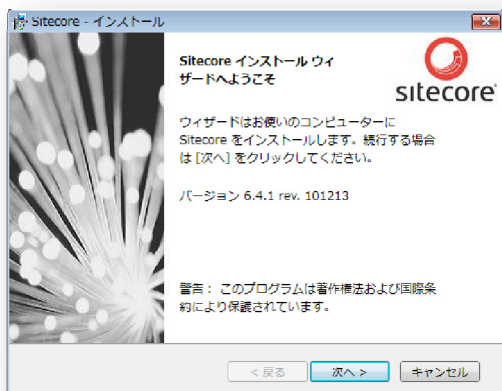 Sitecore - インストール
Sitecore インストール ウィ
ザードへようこそ
sitecore
ウィザードはお使いのコンピューターに
Sitecore をインストールします。続行する場合
は [次へ] をクリックしてください。
バージョン 6.4.1 rev. 101213
警告： このプログラムは著作権法および国際条
約により保護されています。
< 戻る
次へ >
キャンセル